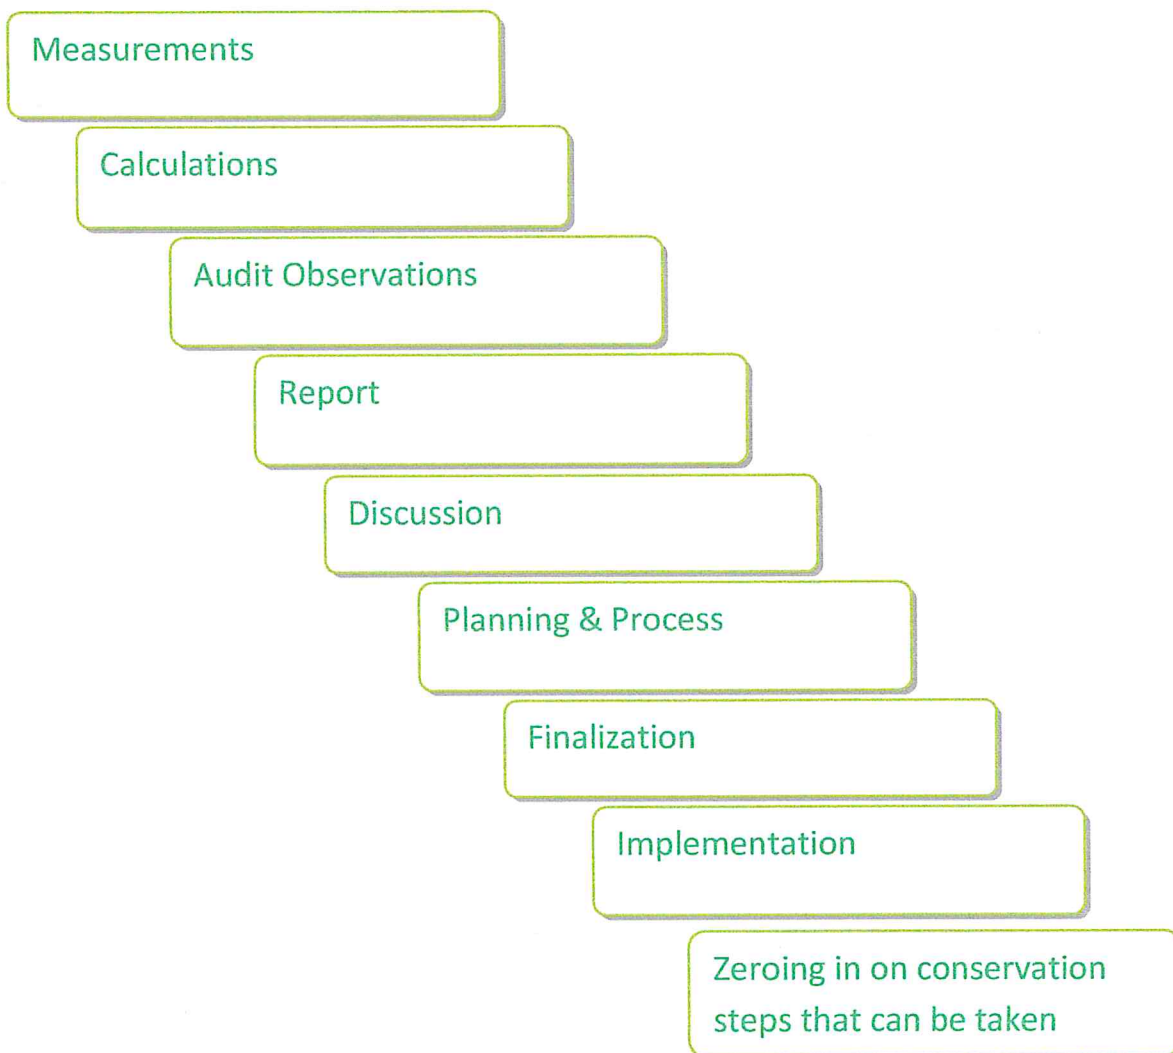 Measurements
Calculations
Audit Observations
Report
Discussion
Planning & Process
Finalization
Implementation
Zeroing in on conservation
steps that can be taken